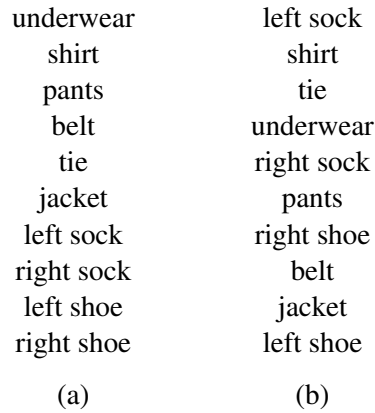 underwear left sock
shirt shirt
pants tie
belt underwear
tie right sock
jacket pants
left sock right shoe
right sock belt
left shoe jacket
right shoe left shoe
(a) (b)